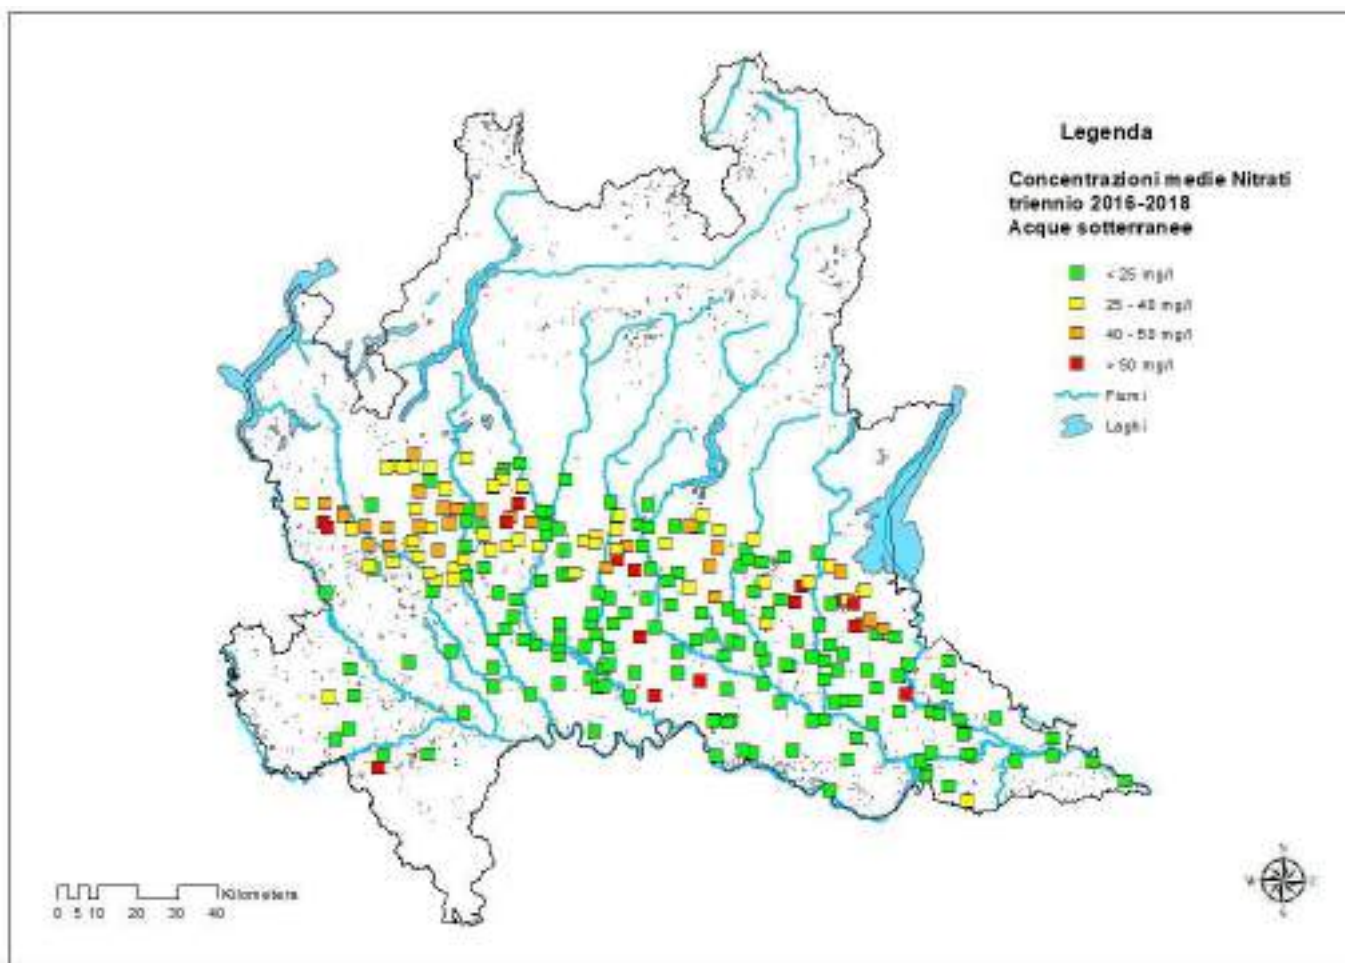 Legenda
Concentrazioni medie Nitrati
triennio 2016-2018
Acque sotterranee
< 25 mg/l
25 - 40 mg/l
40 - 50 mg/l
> 50 mg/l
Fiumi
Laghi
Kilometers
0 5 10 20 30 40
N
W E
S